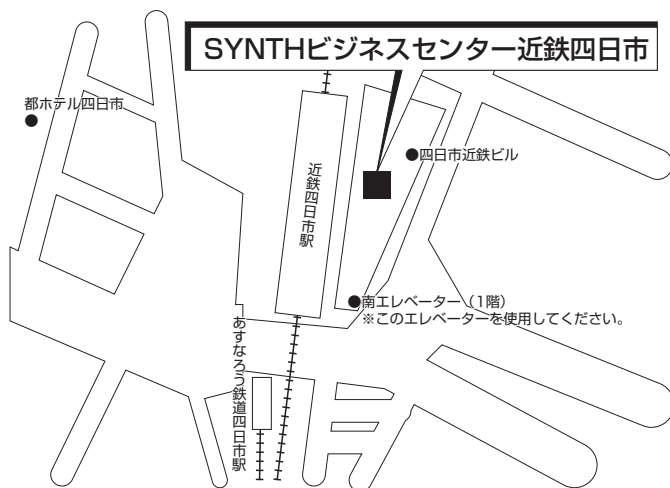 SYNTHビジネスセンター近鉄四日市
都ホテル四日市
四日市近鉄ビル
近鉄四日市駅
南エレベーター（1階）
※このエレベーターを使用してください。
あすなろう鉄道四日市駅